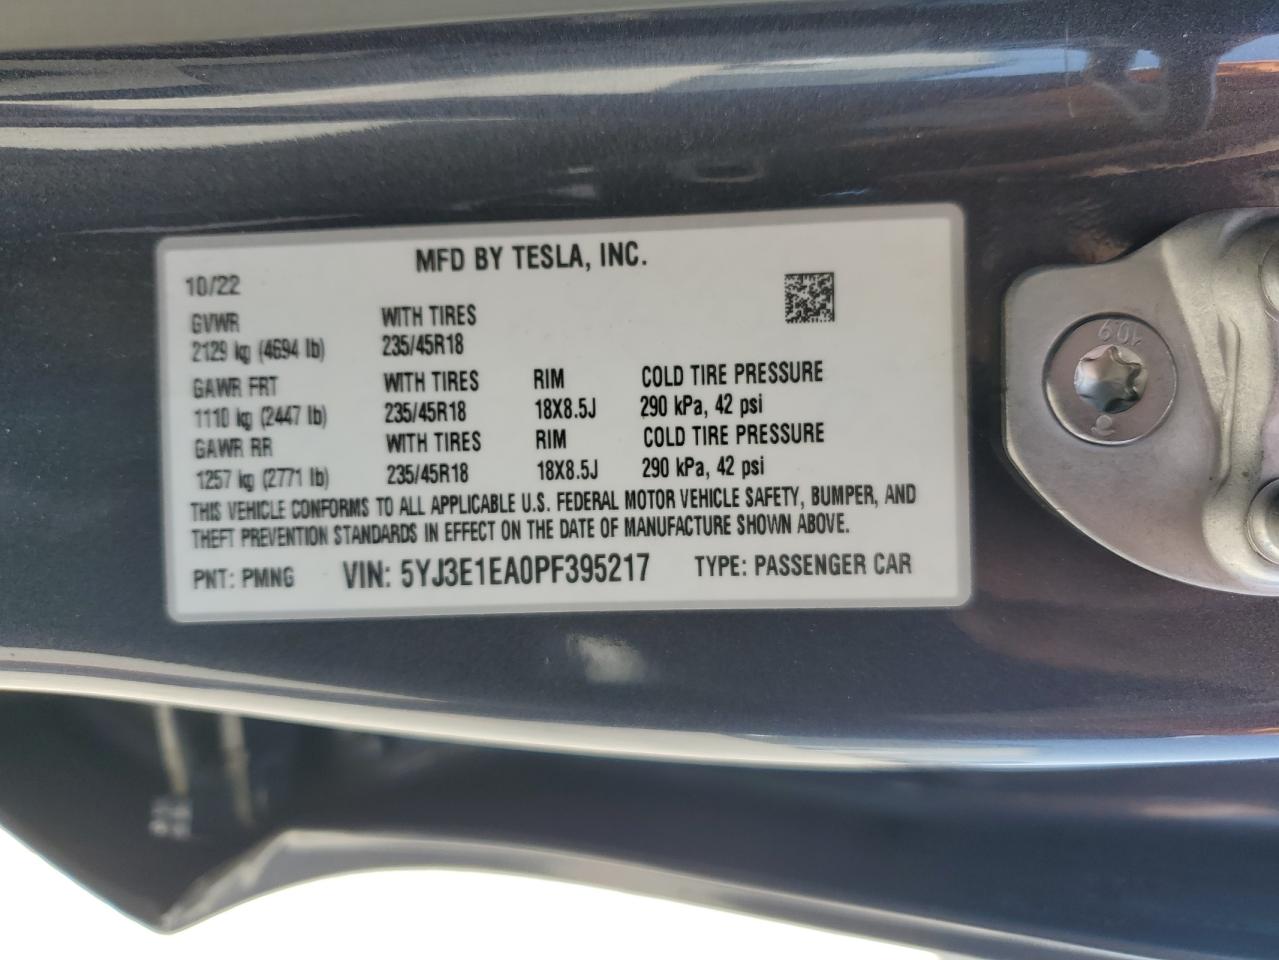 MFD BY TESLA, INC.
10/22
GVWR WITH TIRES
2129 kg (4694 lb) 235/45R18
GAWR FRT WITH TIRES RIM COLD TIRE PRESSURE
1110 kg (2447 lb) 235/45R18 18X8.5J 290 kPa, 42 psi
GAWR RR WITH TIRES RIM COLD TIRE PRESSURE
1257 kg (2771 lb) 235/45R18 18X8.5J 290 kPa, 42 psi
THIS VEHICLE CONFORMS TO ALL APPLICABLE U.S. FEDERAL MOTOR VEHICLE SAFETY, BUMPER, AND
THEFT PREVENTION STANDARDS IN EFFECT ON THE DATE OF MANUFACTURE SHOWN ABOVE.
PNT: PMNG VIN: 5YJ3E1EA0PF395217 TYPE: PASSENGER CAR
10.9